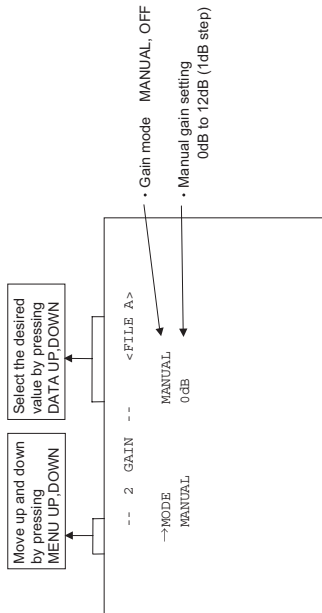 Move up and down
by pressing
MENU UP,DOWN
Select the desired
value by pressing
DATA UP,DOWN
-- 2 GAIN -- <FILE A>
→MODE MANUAL
MANUAL 0dB
・Gain mode MANUAL, OFF
・Manual gain setting
0dB to 12dB (1dB step)